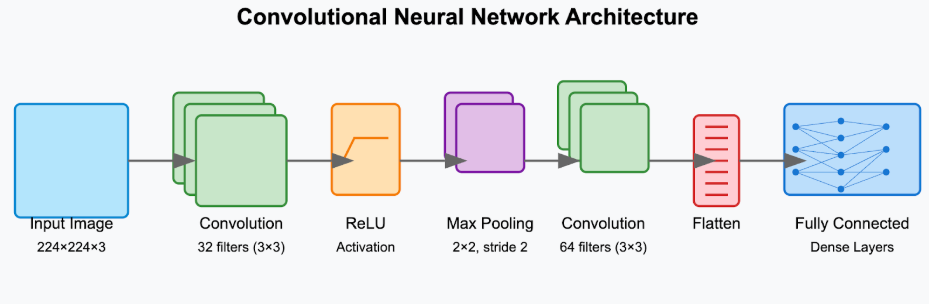 Convolutional Neural Network Architecture
Input Image
224×224×3
Convolution
32 filters (3×3)
ReLU
Activation
Max Pooling
2×2, stride 2
Convolution
64 filters (3×3)
Flatten
Fully Connected
Dense Layers